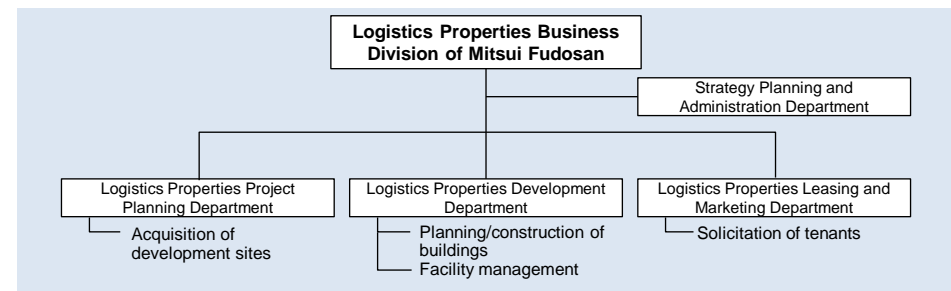 Logistics Properties Business
Division of Mitsui Fudosan
Strategy Planning and
Administration Department
Logistics Properties Project
Planning Department
Acquisition of
development sites
Logistics Properties Development
Department
Planning/construction of
buildings
Facility management
Logistics Properties Leasing and
Marketing Department
Solicitation of tenants